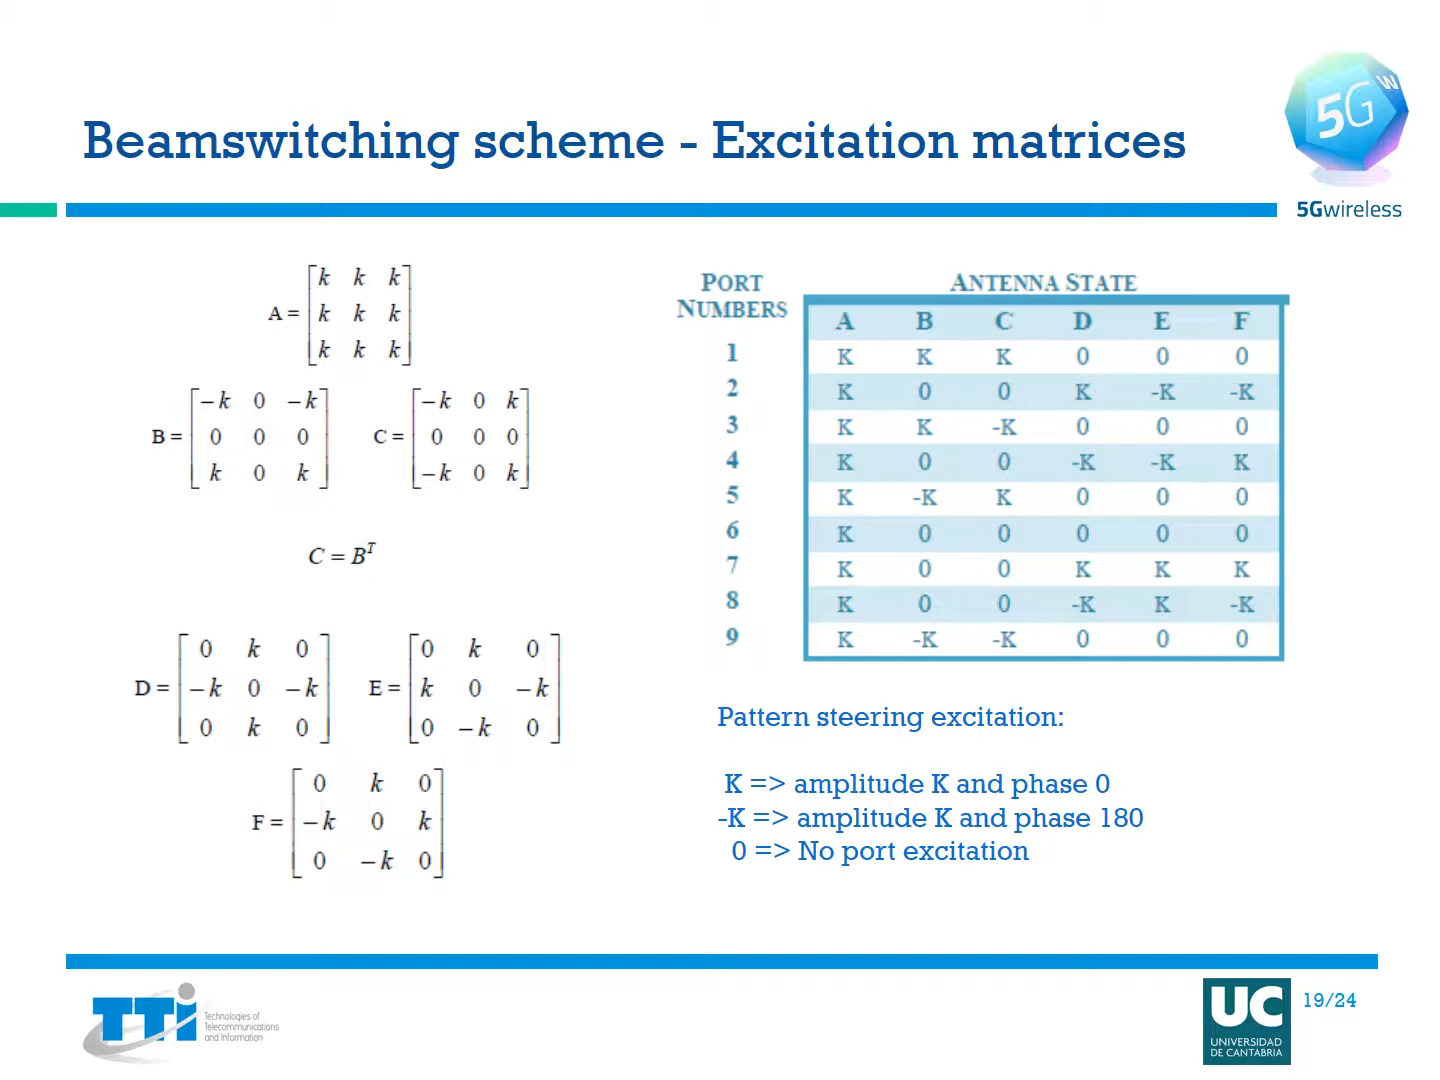 Beamswitching scheme - Excitation matrices
5G W
5Gwireless
A = [k k k
k k k
k k k]
B = [−k 0 −k
0 0 0
k 0 k]
C = [−k 0 k
0 0 0
−k 0 k]
C = B^T
D = [0 k 0
−k 0 −k
0 k 0]
E = [0 k 0
k 0 −k
0 −k 0]
F = [0 k 0
−k 0 k
0 −k 0]
PORT NUMBERS ANTENNA STATE
A B C D E F
1 K K K 0 0 0
2 K 0 0 K -K -K
3 K K -K 0 0 0
4 K 0 0 -K -K K
5 K -K K 0 0 0
6 K 0 0 0 0 0
7 K 0 0 K K K
8 K 0 0 -K K -K
9 K -K -K 0 0 0
Pattern steering excitation:
K => amplitude K and phase 0
-K => amplitude K and phase 180
0 => No port excitation
TTI
Technologies of
Telecommunications
and Information
UC
UNIVERSIDAD
DE CANTABRIA
19/24